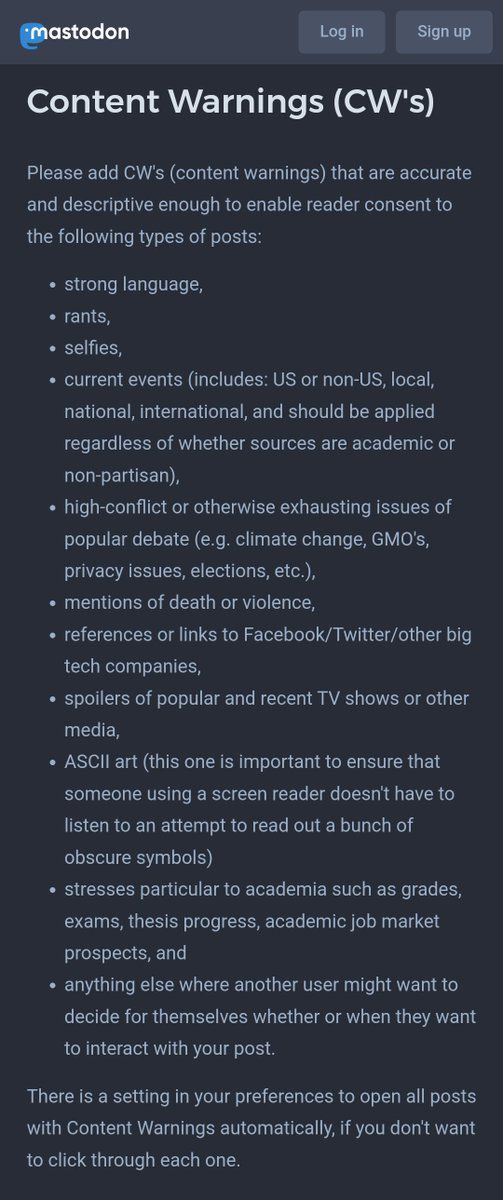 mastodon
Log in
Sign up
Content Warnings (CW's)
Please add CW's (content warnings) that are accurate
and descriptive enough to enable reader consent to
the following types of posts:
• strong language,
• rants,
• selfies,
• current events (includes: US or non-US, local,
national, international, and should be applied
regardless of whether sources are academic or
non-partisan),
• high-conflict or otherwise exhausting issues of
popular debate (e.g. climate change, GMO's,
privacy issues, elections, etc.),
• mentions of death or violence,
• references or links to Facebook/Twitter/other big
tech companies,
• spoilers of popular and recent TV shows or other
media,
• ASCII art (this one is important to ensure that
someone using a screen reader doesn't have to
listen to an attempt to read out a bunch of
obscure symbols)
• stresses particular to academia such as grades,
exams, thesis progress, academic job market
prospects, and
• anything else where another user might want to
decide for themselves whether or when they want
to interact with your post.
There is a setting in your preferences to open all posts
with Content Warnings automatically, if you don't want
to click through each one.